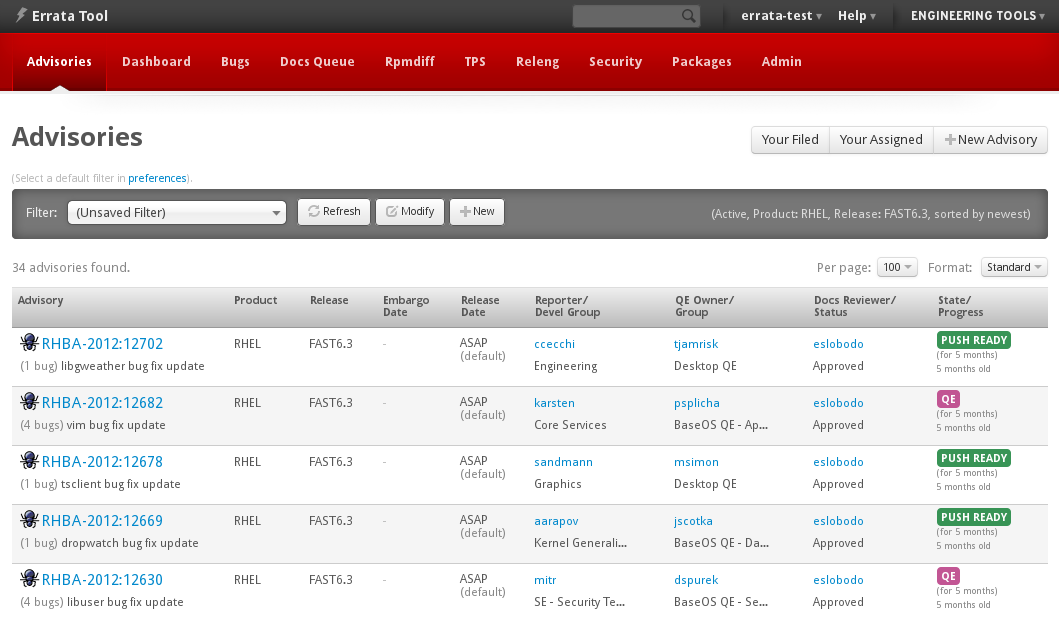 Errata Tool
errata-test ▾ Help ▾ ENGINEERING TOOLS ▾
Advisories Dashboard Bugs Docs Queue Rpmdiff TPS Releng Security Packages Admin
Advisories
Your Filed Your Assigned New Advisory
(Select a default filter in preferences).
Filter: (Unsaved Filter) Refresh Modify New (Active, Product: RHEL, Release: FAST6.3, sorted by newest)
34 advisories found. Per page: 100 Format: Standard
Advisory Product Release Embargo Release Reporter/ QE Owner/ Docs Reviewer/ State/
Date Date Devel Group Group Status Progress
RHBA-2012:12702 RHEL FAST6.3 - ASAP ccecchi tjamrisk eslobodo PUSH READY
(default) (for 5 months)
(1 bug) libgweather bug fix update Engineering Desktop QE Approved 5 months old
RHBA-2012:12682 RHEL FAST6.3 - ASAP karsten psplicha eslobodo QE
(default) (for 5 months)
(4 bugs) vim bug fix update Core Services BaseOS QE - Ap... Approved 5 months old
RHBA-2012:12678 RHEL FAST6.3 - ASAP sandmann msimon eslobodo PUSH READY
(default) (for 5 months)
(1 bug) tsclient bug fix update Graphics Desktop QE Approved 5 months old
RHBA-2012:12669 RHEL FAST6.3 - ASAP aarapov jscotka eslobodo PUSH READY
(default) (for 5 months)
(1 bug) dropwatch bug fix update Kernel Generali... BaseOS QE - Da... Approved 5 months old
RHBA-2012:12630 RHEL FAST6.3 - ASAP mitr dspurek eslobodo QE
(default) (for 5 months)
(4 bugs) libuser bug fix update SE - Security Te... BaseOS QE - Se... Approved 5 months old